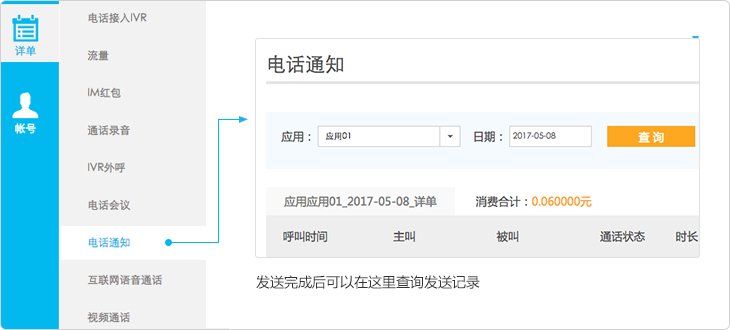 详单
帐号
电话接入IVR
流量
IM红包
通话录音
IVR外呼
电话会议
电话通知
互联网语音通话
视频通话
电话通知
应用： 应用01 日期： 2017-05-08 查询
应用应用01_2017-05-08_详单 消费合计：0.060000元
呼叫时间 主叫 被叫 通话状态 时长
发送完成后可以在这里查询发送记录